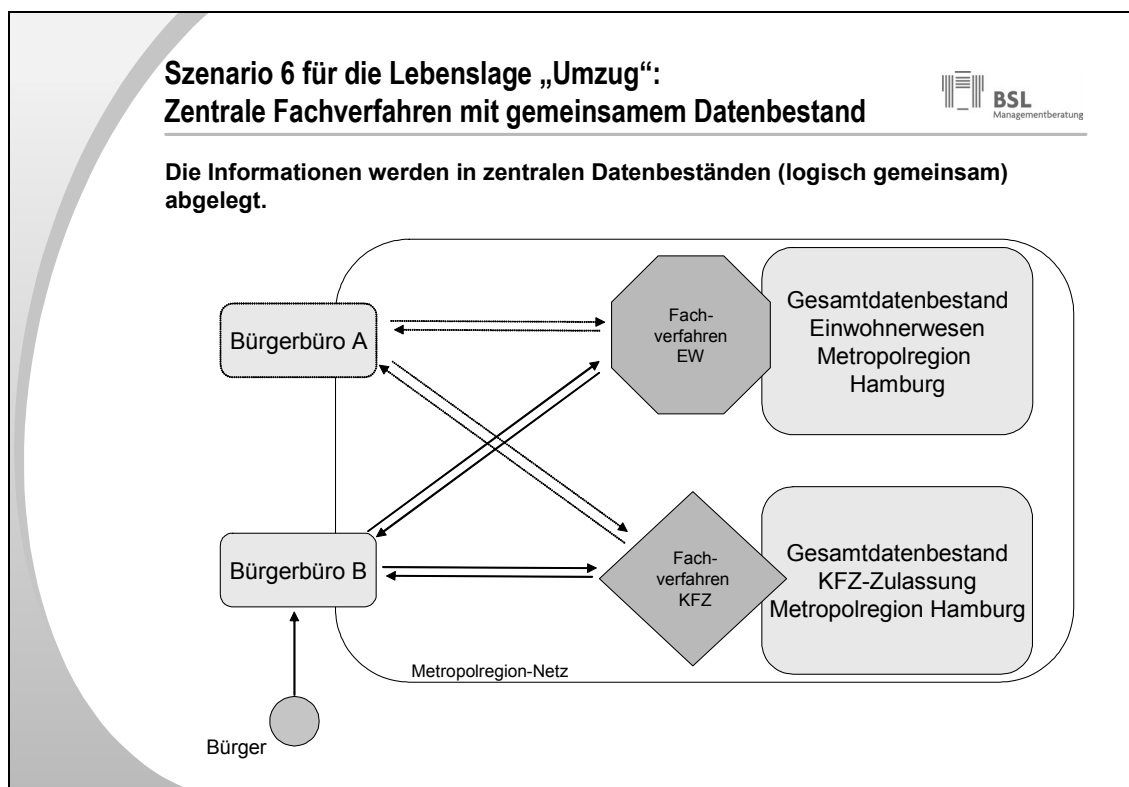 Szenario 6 für die Lebenslage „Umzug“:
Zentrale Fachverfahren mit gemeinsamem Datenbestand
BSL
Managementberatung
Die Informationen werden in zentralen Datenbeständen (logisch gemeinsam)
abgelegt.
Bürgerbüro A
Fach-
verfahren
EW
Gesamtdatenbestand
Einwohnerwesen
Metropolregion
Hamburg
Bürgerbüro B
Fach-
verfahren
KFZ
Gesamtdatenbestand
KFZ-Zulassung
Metropolregion Hamburg
Metropolregion-Netz
Bürger